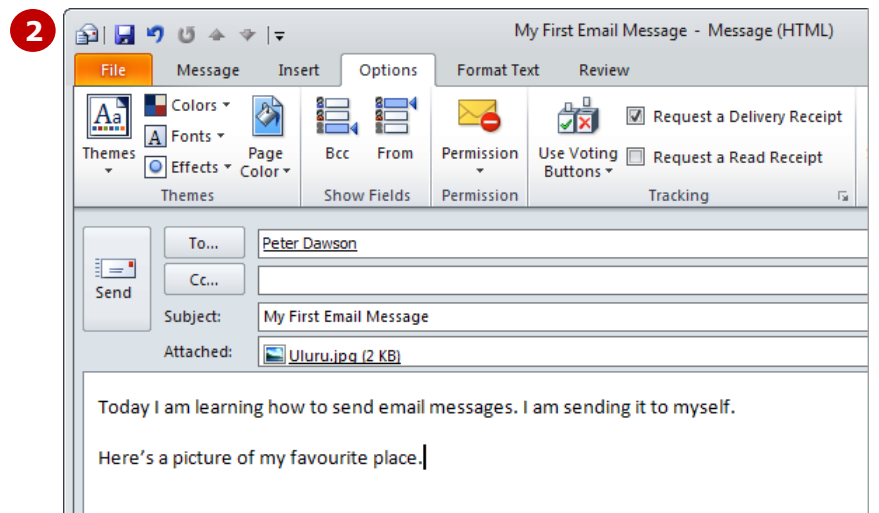 2
My First Email Message - Message (HTML)
File Message Insert Options Format Text Review
Aa Colors Request a Delivery Receipt
A Fonts
Themes Page Color Bcc From Permission Use Voting Buttons Request a Read Receipt
Effects
Themes Show Fields Permission Tracking
To... Peter Dawson
Cc...
Send
Subject: My First Email Message
Attached: Uluru.jpg (2 KB)
Today I am learning how to send email messages. I am sending it to myself.
Here's a picture of my favourite place.